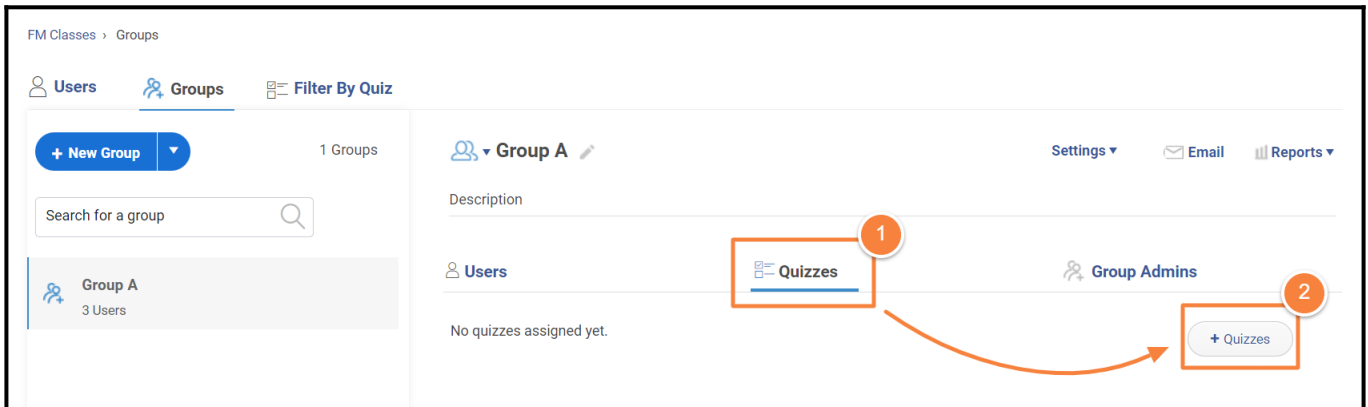 FM Classes › Groups
Users
Groups
Filter By Quiz
+ New Group
1 Groups
Search for a group
Group A
3 Users
Group A
Settings
Email
Reports
Description
1
Users
Quizzes
Group Admins
2
No quizzes assigned yet.
+ Quizzes